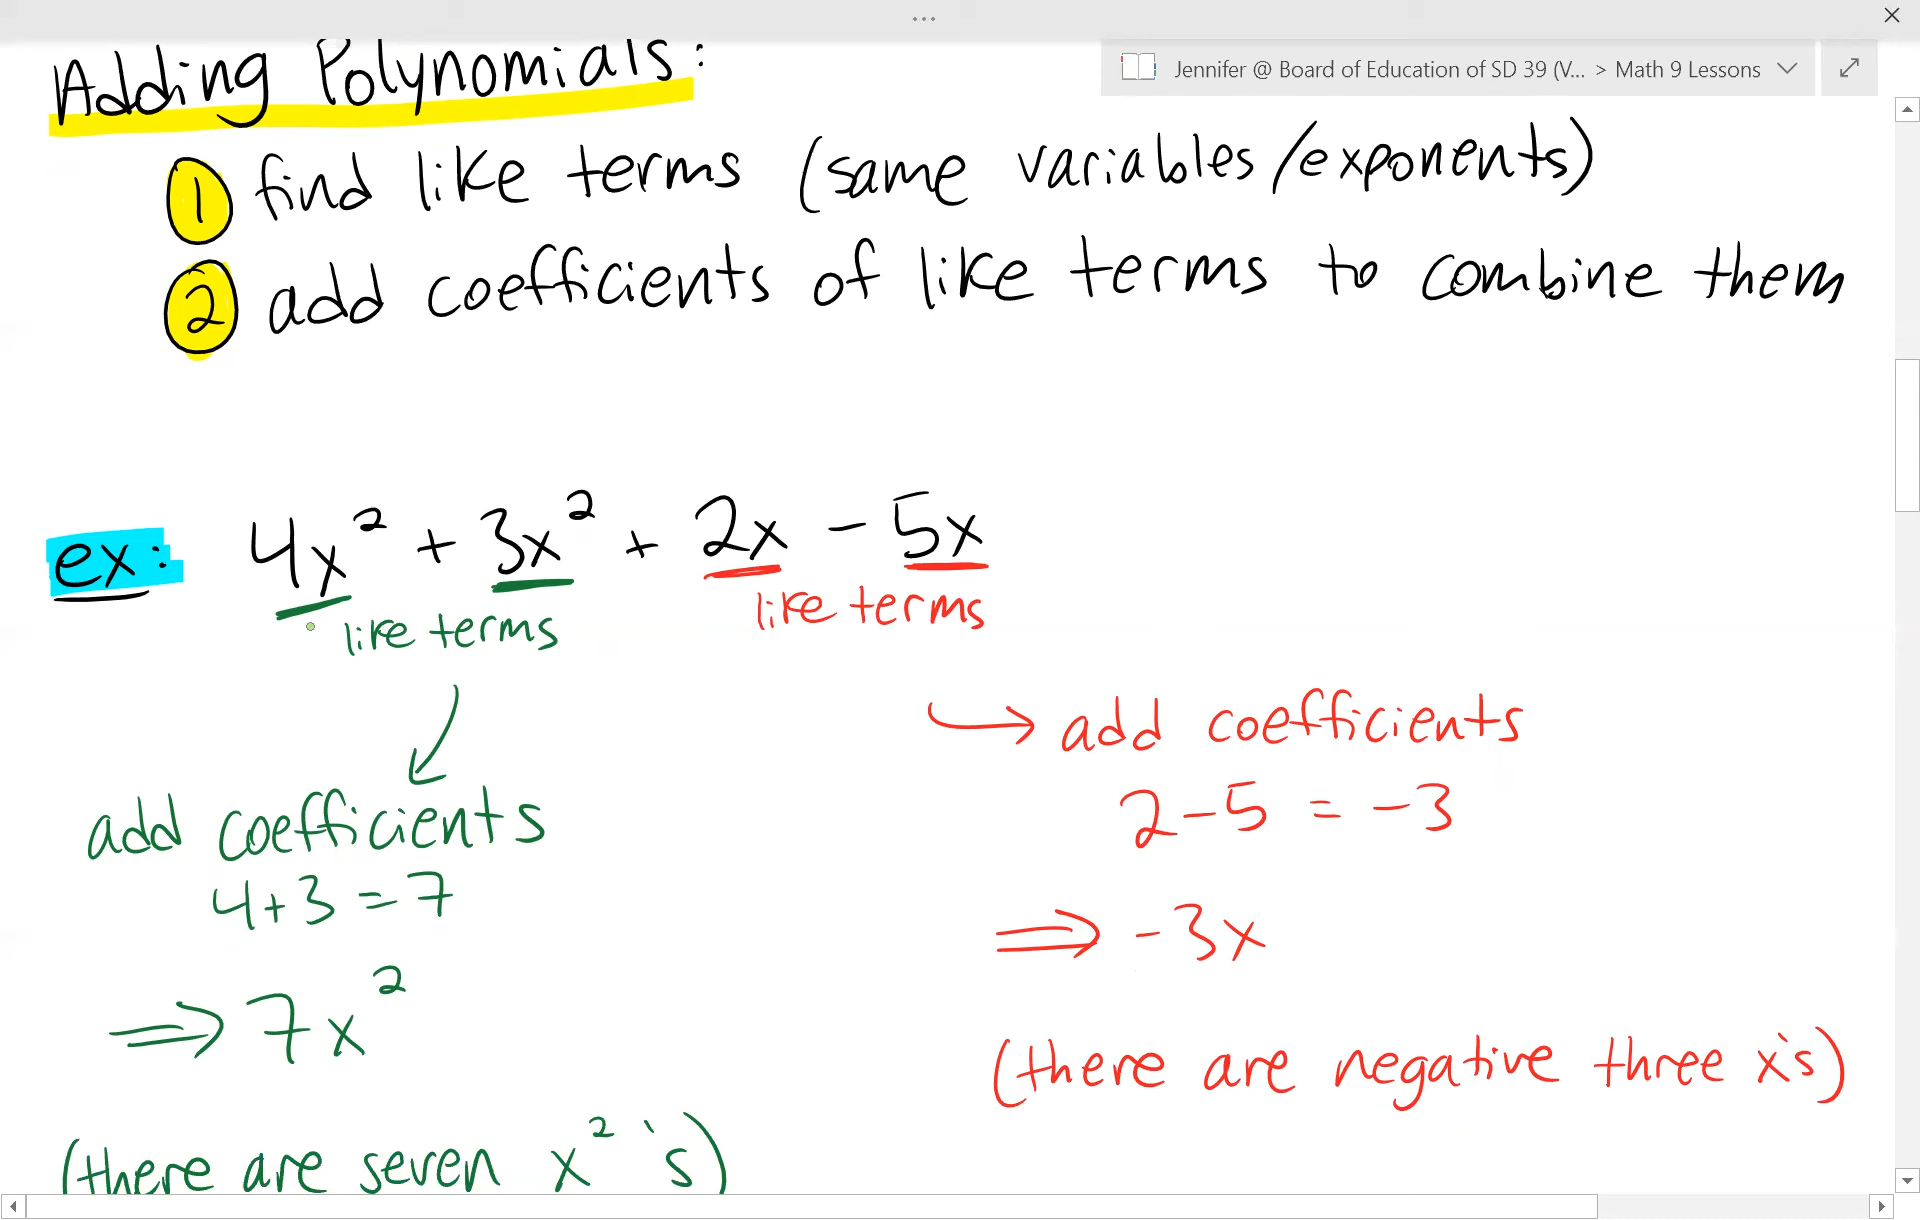 Jennifer @ Board of Education of SD 39 (V... > Math 9 Lessons
Adding Polynomials:
1 find like terms (same variables/exponents)
2 add coefficients of like terms to combine them
ex: 4x² + 3x² + 2x - 5x
like terms
like terms
add coefficients
4+3=7
⇒ 7x²
(there are seven x²'s)
→ add coefficients
2-5 = -3
⇒ -3x
(there are negative three x's)